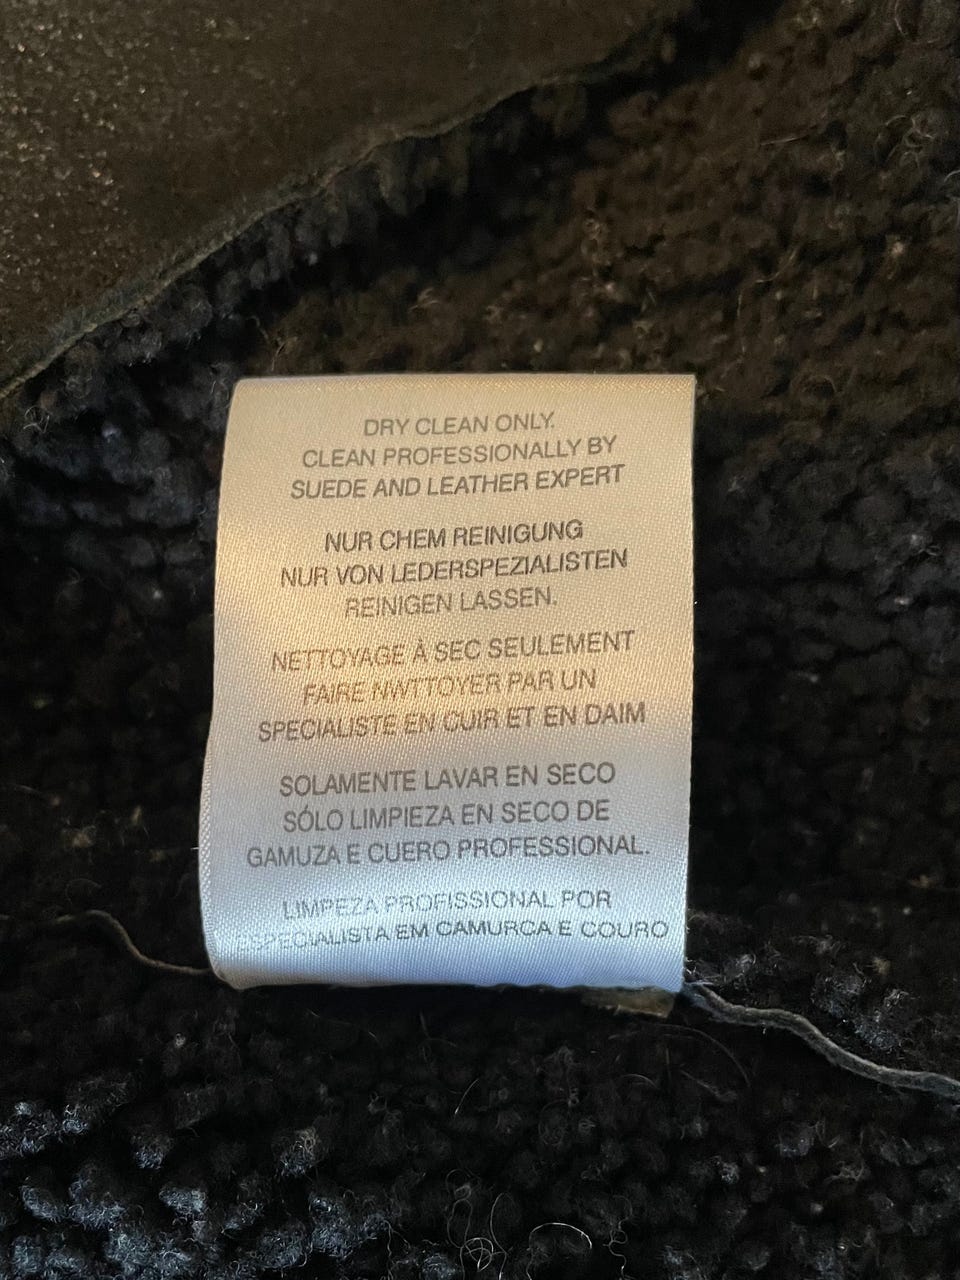 DRY CLEAN ONLY.
CLEAN PROFESSIONALLY BY
SUEDE AND LEATHER EXPERT
NUR CHEM REINIGUNG
NUR VON LEDERSPEZIALISTEN
REINIGEN LASSEN.
NETTOYAGE À SEC SEULEMENT
FAIRE NWTTOYER PAR UN
SPECIALISTE EN CUIR ET EN DAIM
SOLAMENTE LAVAR EN SECO
SÓLO LIMPIEZA EN SECO DE
GAMUZA E CUERO PROFESSIONAL.
LIMPEZA PROFISSIONAL POR
ESPECIALISTA EM CAMURCA E COURO